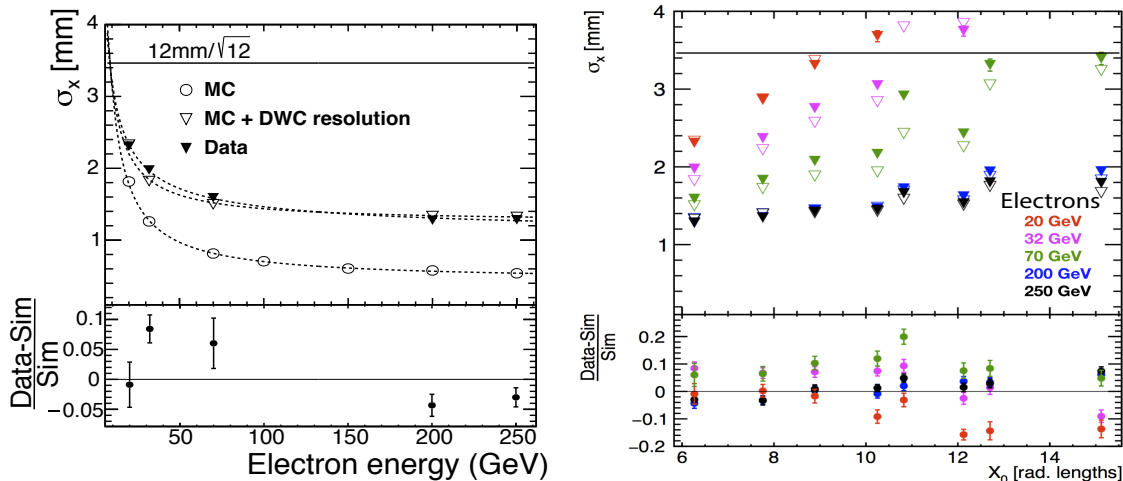 σx [mm]
4
3
2
1
12mm/√12
MC
MC + DWC resolution
Data
Data-Sim
Sim
0.1
0.05
0
−0.05
50 100 150 200 250
Electron energy (GeV)
σx [mm]
4
3
2
1
Electrons
20 GeV
32 GeV
70 GeV
200 GeV
250 GeV
Data-Sim
Sim
0.2
0.1
0
−0.1
−0.2
6 8 10 12 14
X0 [rad. lengths]